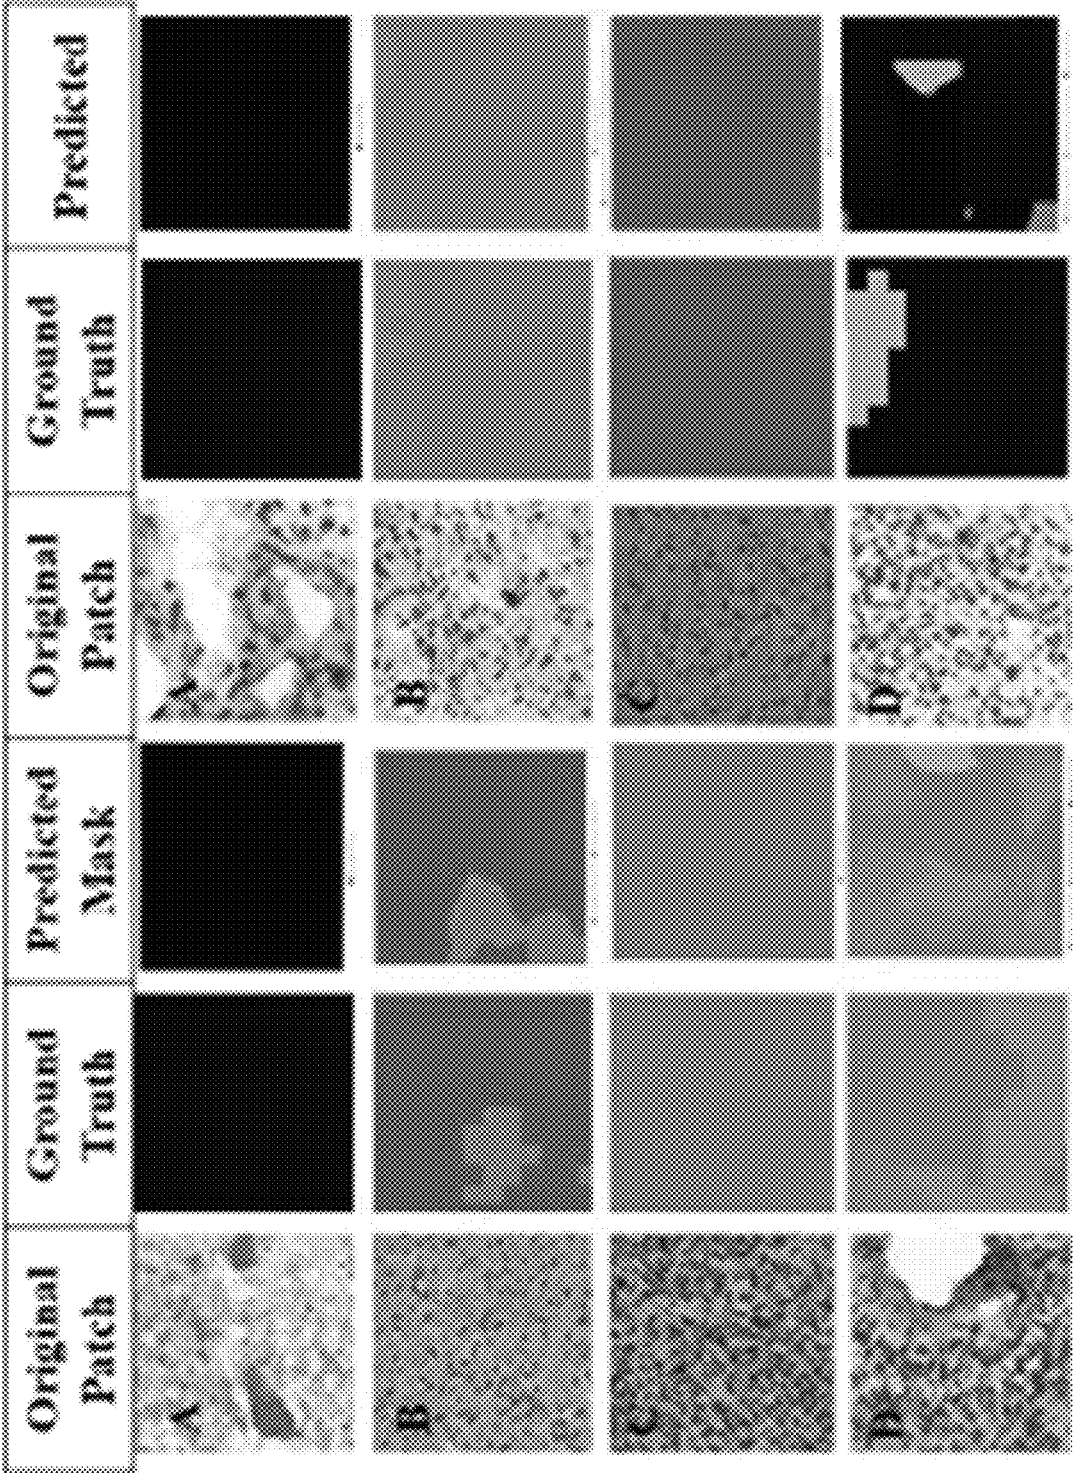 Original
Patch
Ground
Truth
Predicted
Mask
Original
Patch
Ground
Truth
Predicted
A
A
B
B
C
C
D
D